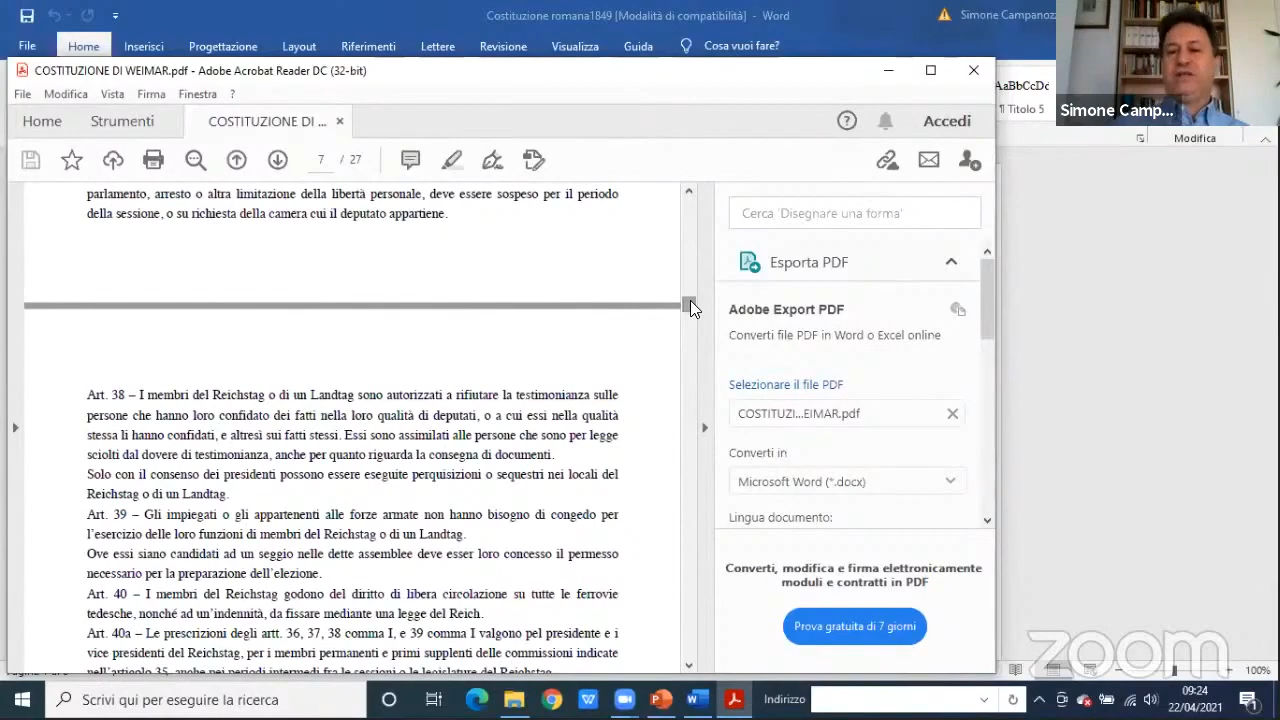 Costituzione romana1849 [Modalità di compatibilità] - Word
Simone Campanoz
File Home Inserisci Progettazione Layout Riferimenti Lettere Revisione Visualizza Guida Cosa vuoi fare?
COSTITUZIONE DI WEIMAR.pdf - Adobe Acrobat Reader DC (32-bit)
AaBbCcDd
¶ Titolo 5
Simone Camp...
File Modifica Vista Firma Finestra ?
Modifica
Home Strumenti COSTITUZIONE DI ... × Accedi
7 / 27
parlamento, arresto o altra limitazione della libertà personale, deve essere sospeso per il periodo
della sessione, o su richiesta della camera cui il deputato appartiene.
Art. 38 – I membri del Reichstag o di un Landtag sono autorizzati a rifiutare la testimonianza sulle
persone che hanno loro confidato dei fatti nella loro qualità di deputati, o a cui essi nella qualità
stessa li hanno confidati, e altresì sui fatti stessi. Essi sono assimilati alle persone che sono per legge
sciolti dal dovere di testimonianza, anche per quanto riguarda la consegna di documenti.
Solo con il consenso dei presidenti possono essere eseguite perquisizioni o sequestri nei locali del
Reichstag o di un Landtag.
Art. 39 – Gli impiegati o gli appartenenti alle forze armate non hanno bisogno di congedo per
l'esercizio delle loro funzioni di membri del Reichstag o di un Landtag.
Ove essi siano candidati ad un seggio nelle dette assemblee deve esser loro concesso il permesso
necessario per la preparazione dell'elezione.
Art. 40 – I membri del Reichstag godono del diritto di libera circolazione su tutte le ferrovie
tedesche, nonché ad un'indennità, da fissare mediante una legge del Reich.
Art. 40a – Le prescrizioni degli artt. 36, 37, 38 comma I, e 39 comma I valgono pel presidente e i
vice presidenti del Reichstag, per i membri permanenti e primi supplenti delle commissioni indicate
nell'articolo 35, anche nei periodi intermedi fra le sessioni o le legislature del Reichstag.
Cerca 'Disegnare una forma'
Esporta PDF
Adobe Export PDF
Converti file PDF in Word o Excel online
Selezionare il file PDF
COSTITUZI...EIMAR.pdf
Converti in
Microsoft Word (*.docx)
Lingua documento:
Converti, modifica e firma elettronicamente
moduli e contratti in PDF
Prova gratuita di 7 giorni
zoom
100%
Scrivi qui per eseguire la ricerca
Indirizzo
09:24
22/04/2021